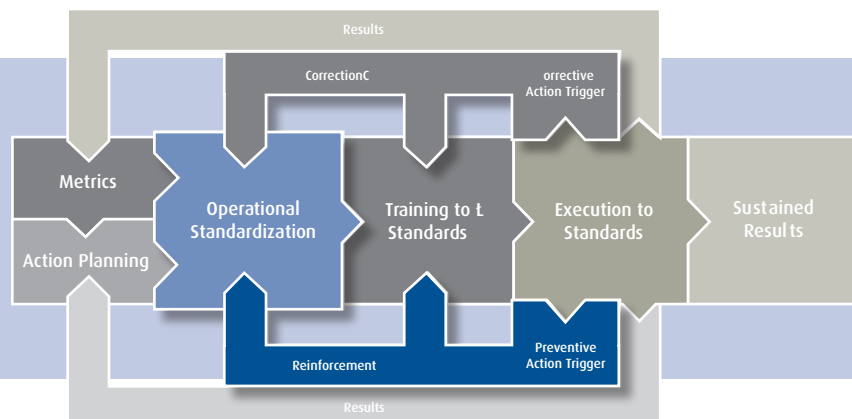 Results
CorrectionC
orrective
Action Trigger
Metrics
Action Planning
Operational
Standardization
Training to Ł
Standards
Execution to
Standards
Sustained
Results
Reinforcement
Preventive
Action Trigger
Results